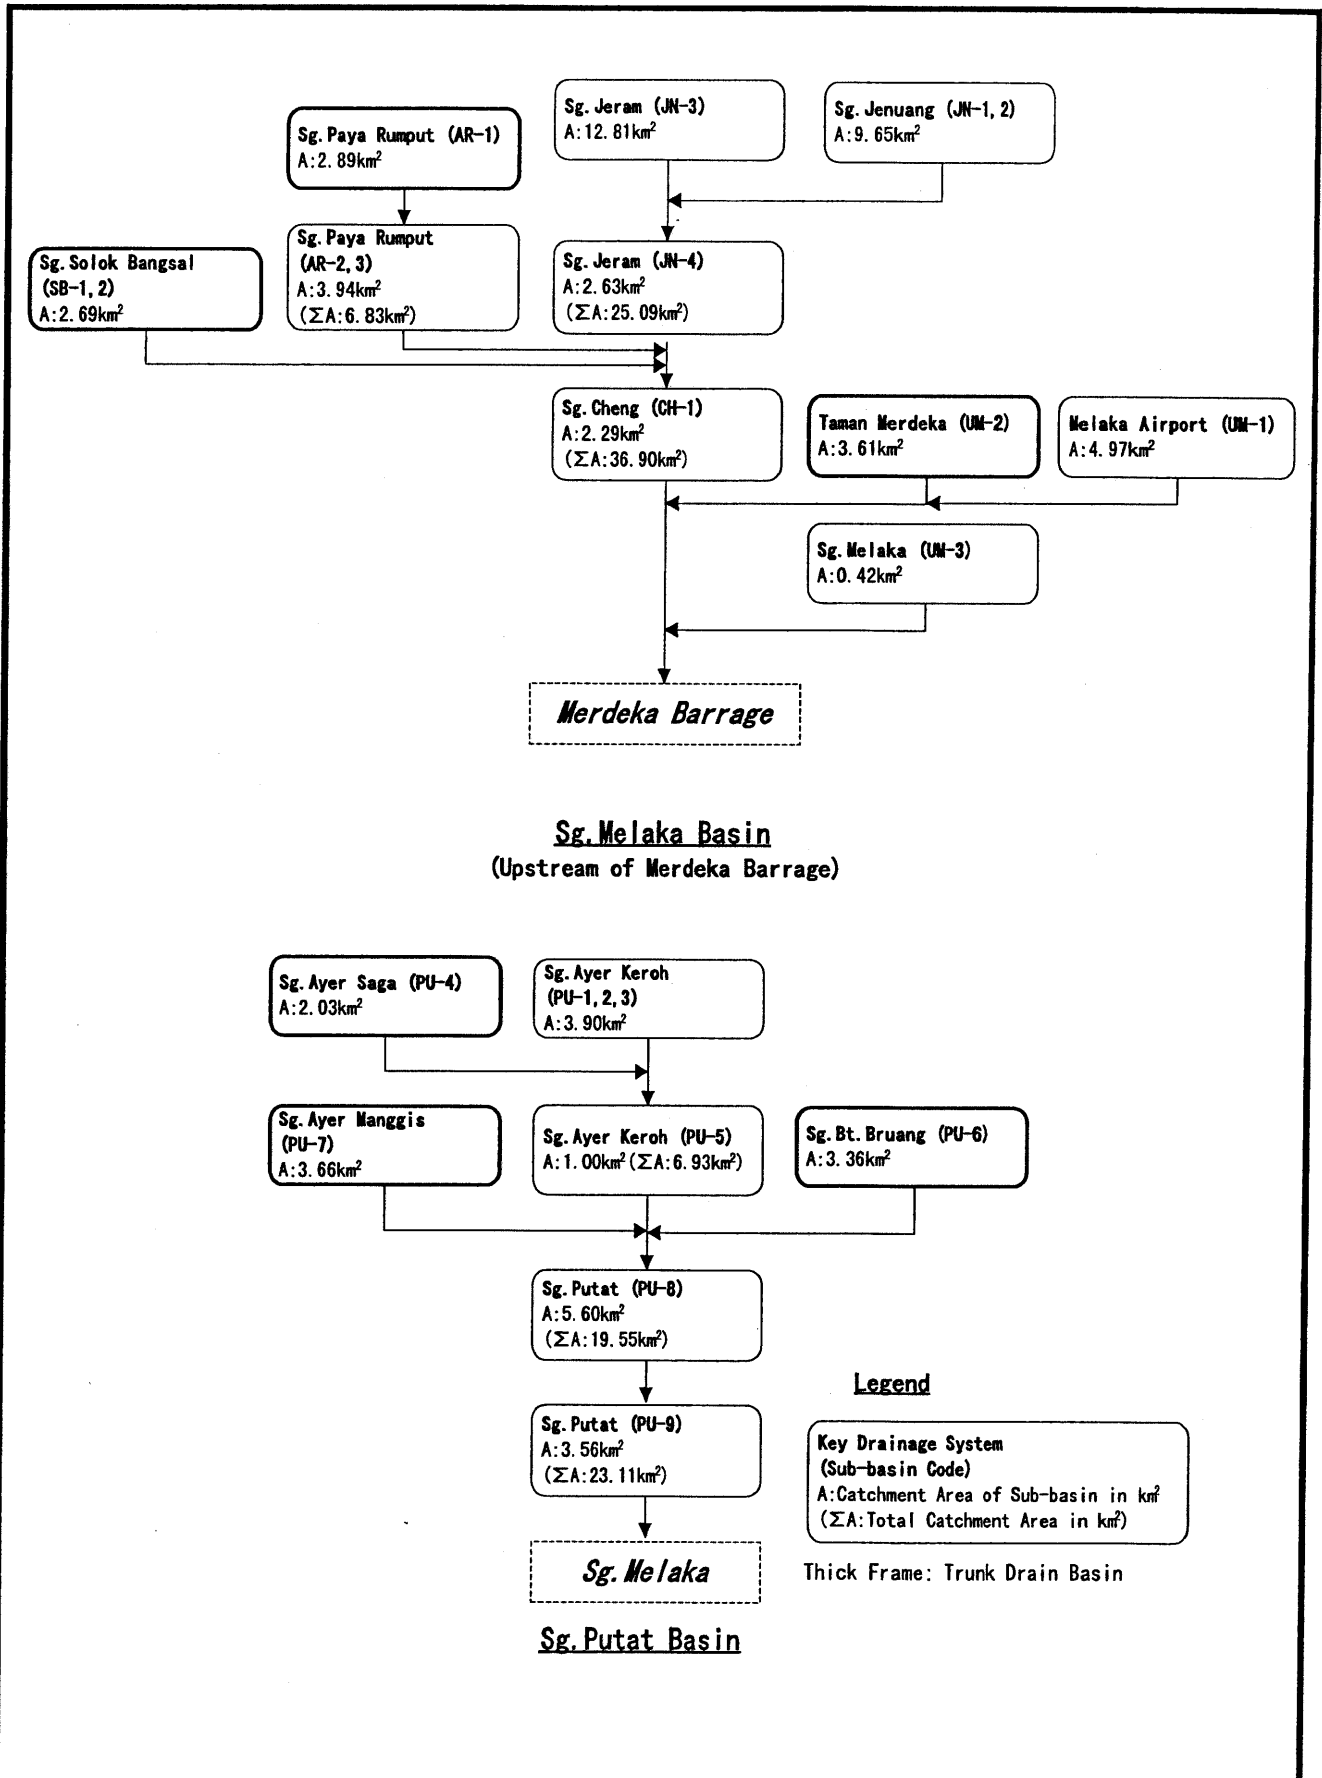 Sg. Jeram (JN-3)
A:12.81km²
Sg. Jenuang (JN-1, 2)
A:9.65km²
Sg. Paya Rumput (AR-1)
A:2.89km²
Sg. Paya Rumput
(AR-2, 3)
A:3.94km²
(ΣA:6.83km²)
Sg. Solok Bangsal
(SB-1, 2)
A:2.69km²
Sg. Jeram (JN-4)
A:2.63km²
(ΣA:25.09km²)
Sg. Cheng (CH-1)
A:2.29km²
(ΣA:36.90km²)
Taman Merdeka (UM-2)
A:3.61km²
Melaka Airport (UM-1)
A:4.97km²
Sg. Melaka (UM-3)
A:0.42km²
Merdeka Barrage
Sg. Melaka Basin
(Upstream of Merdeka Barrage)
Sg. Ayer Saga (PU-4)
A:2.03km²
Sg. Ayer Keroh
(PU-1, 2, 3)
A:3.90km²
Sg. Ayer Manggis
(PU-7)
A:3.66km²
Sg. Ayer Keroh (PU-5)
A:1.00km² (ΣA:6.93km²)
Sg. Bt. Bruang (PU-6)
A:3.36km²
Sg. Putat (PU-8)
A:5.60km²
(ΣA:19.55km²)
Sg. Putat (PU-9)
A:3.56km²
(ΣA:23.11km²)
Sg. Melaka
Sg. Putat Basin
Legend
Key Drainage System
(Sub-basin Code)
A:Catchment Area of Sub-basin in km²
(ΣA:Total Catchment Area in km²)
Thick Frame: Trunk Drain Basin